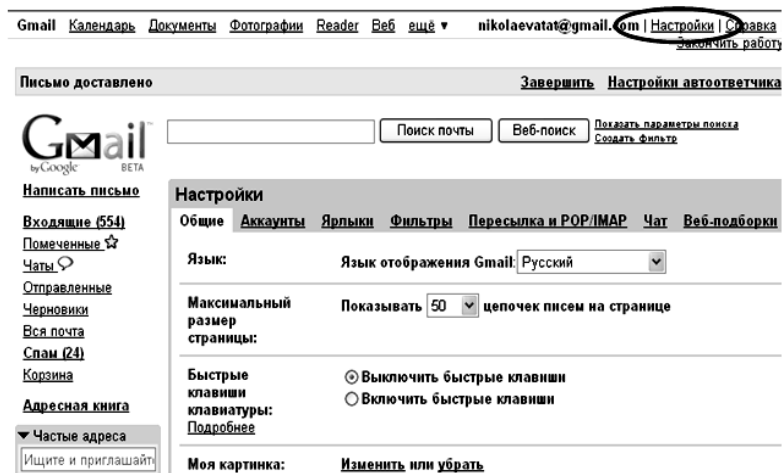 Gmail Календарь Документы Фотографии Reader Веб ещё ▼ nikolaevatat@gmail.com | Настройки | Справка
Закончить работу
Письмо доставлено Завершить Настройки автоответчика
Gmail by Google BETA
Поиск почты Веб-поиск Показать параметры поиска
Создать фильтр
Написать письмо
Настройки
Входящие (554)
Общие Аккаунты Ярлыки Фильтры Пересылка и POP/IMAP Чат Веб-подборки
Помеченные
Чаты
Язык: Язык отображения Gmail: Русский
Отправленные
Черновики
Вся почта
Спам (24)
Корзина
Максимальный размер страницы: Показывать 50 цепочек писем на странице
Адресная книга
Быстрые клавиши клавиатуры: Выключить быстрые клавиши
Включить быстрые клавиши
Подробнее
▼ Частые адреса
Ищите и приглашайте
Моя картинка: Изменить или убрать